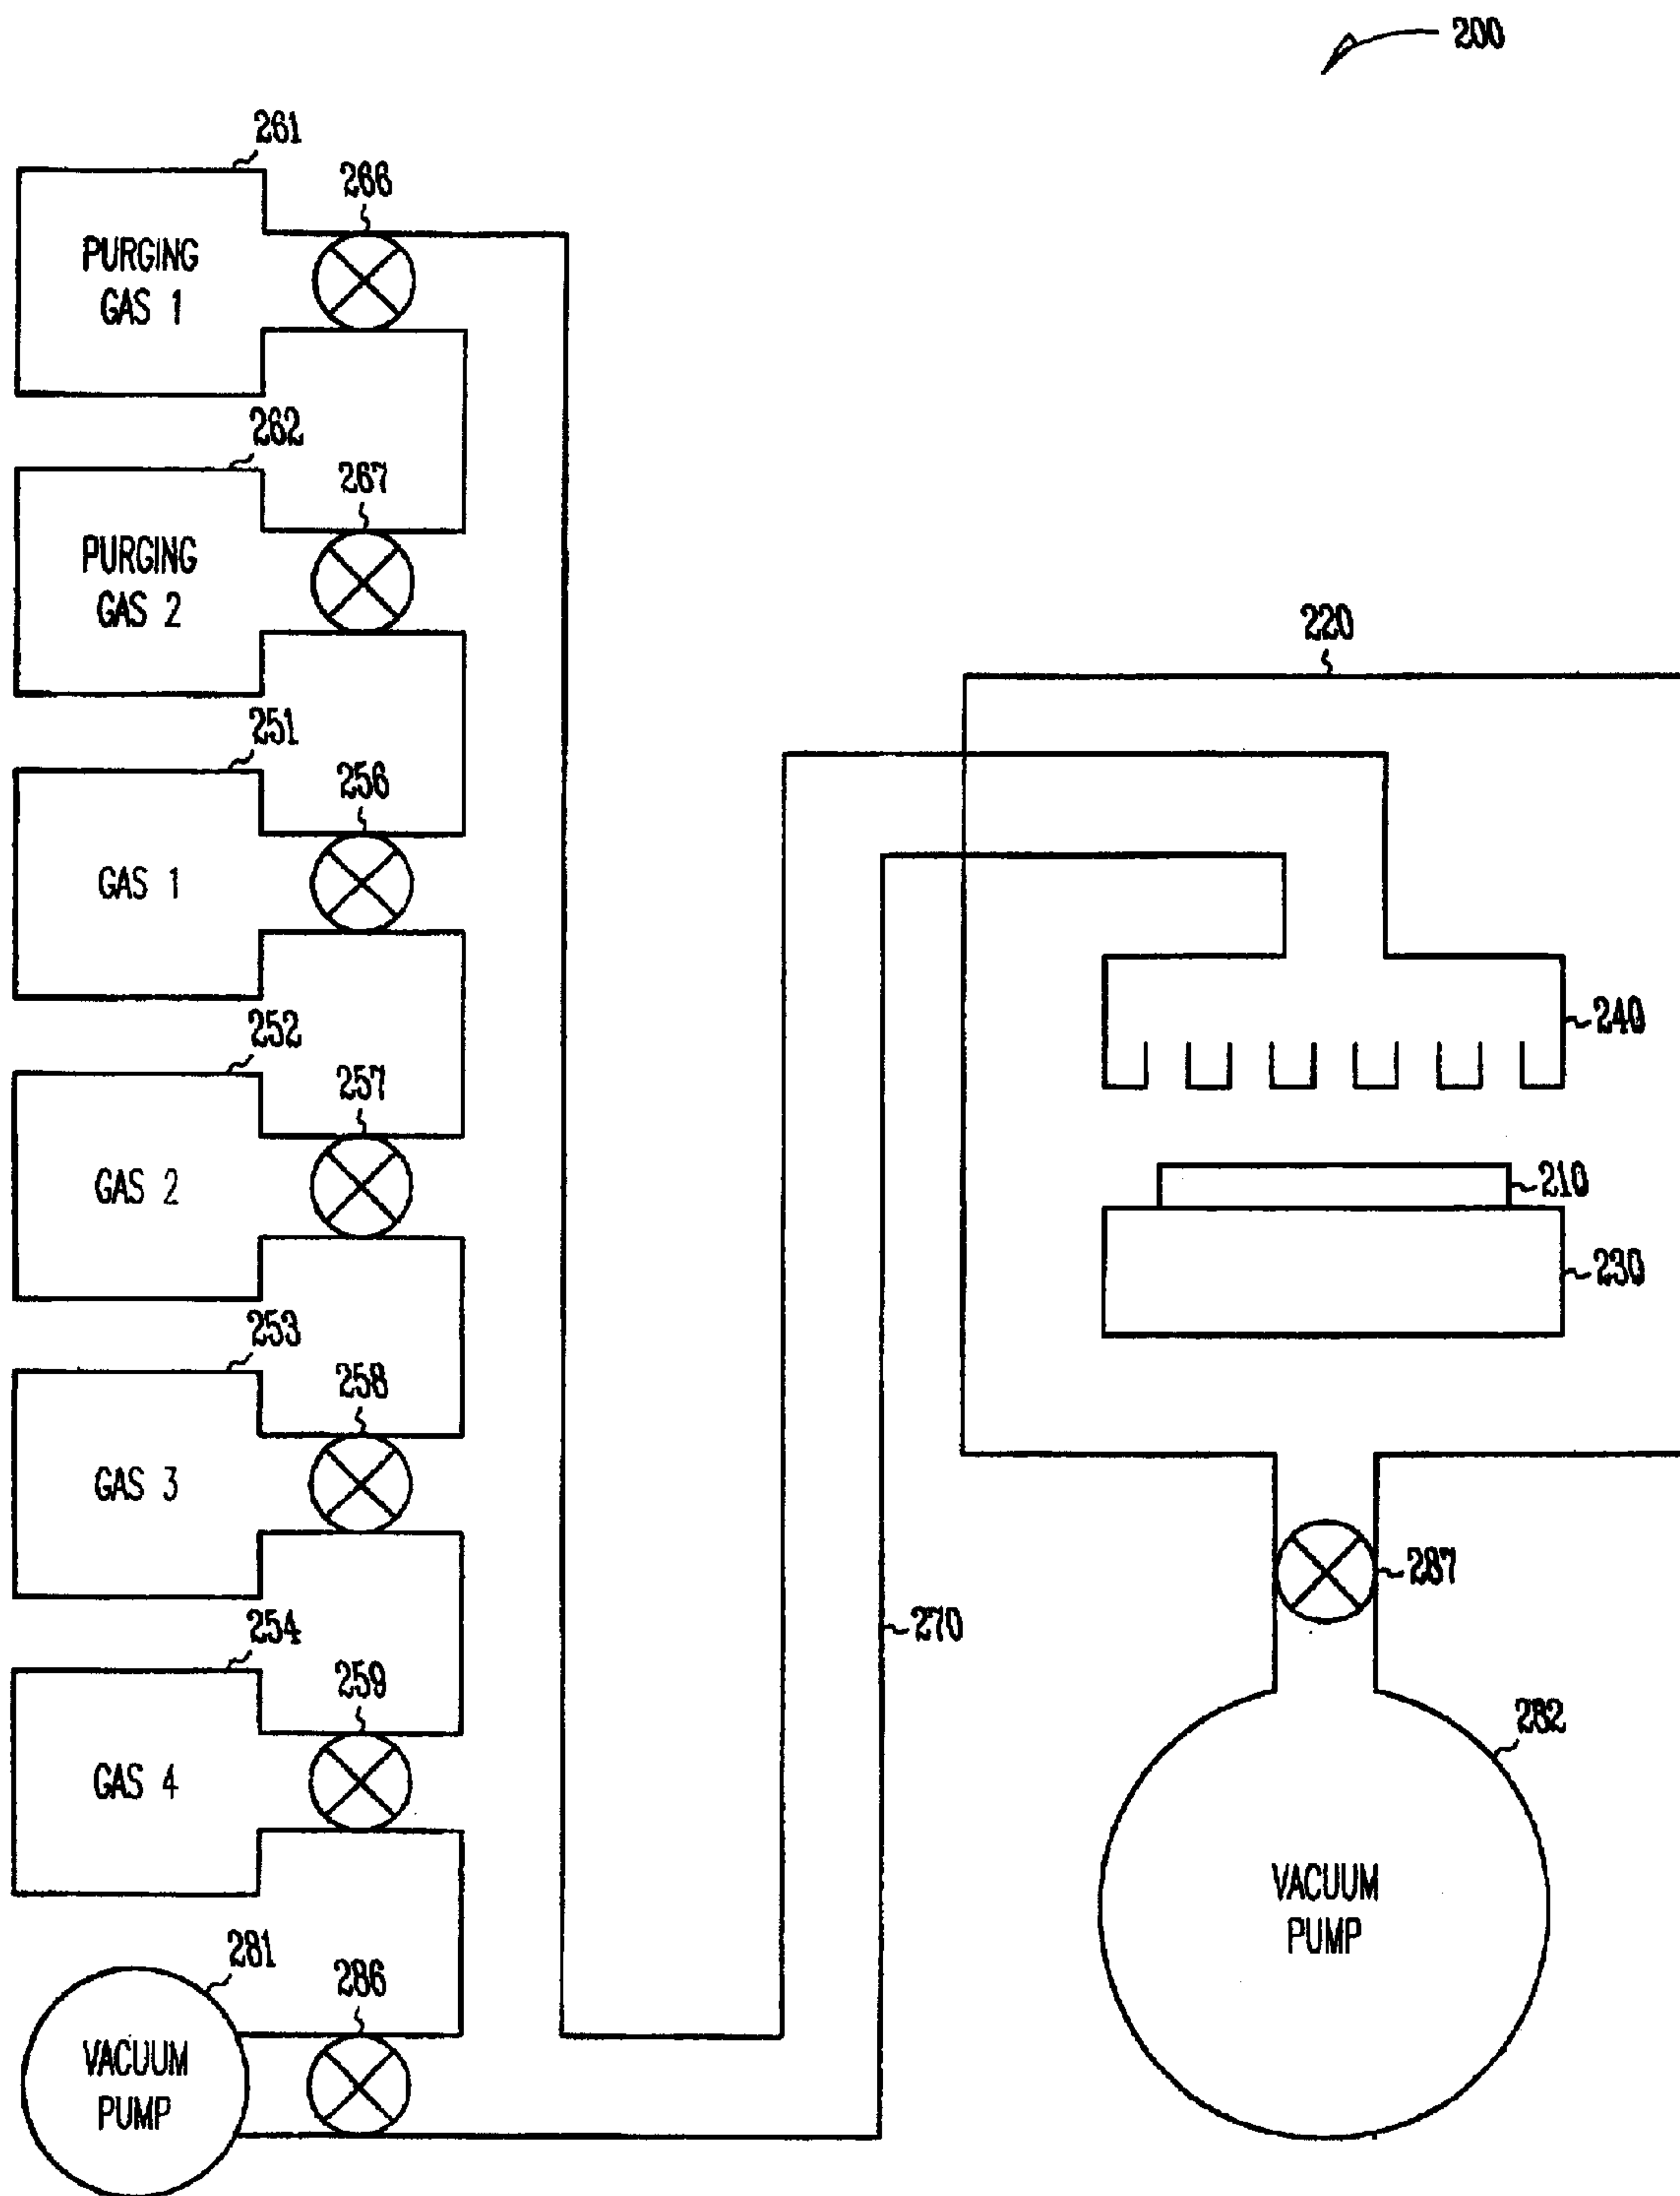 200
261
266
PURGING
GAS 1
262
267
PURGING
GAS 2
220
251
256
GAS 1
240
252
257
GAS 2
210
230
253
258
GAS 3
287
270
254
259
GAS 4
282
VACUUM
PUMP
281
286
VACUUM
PUMP